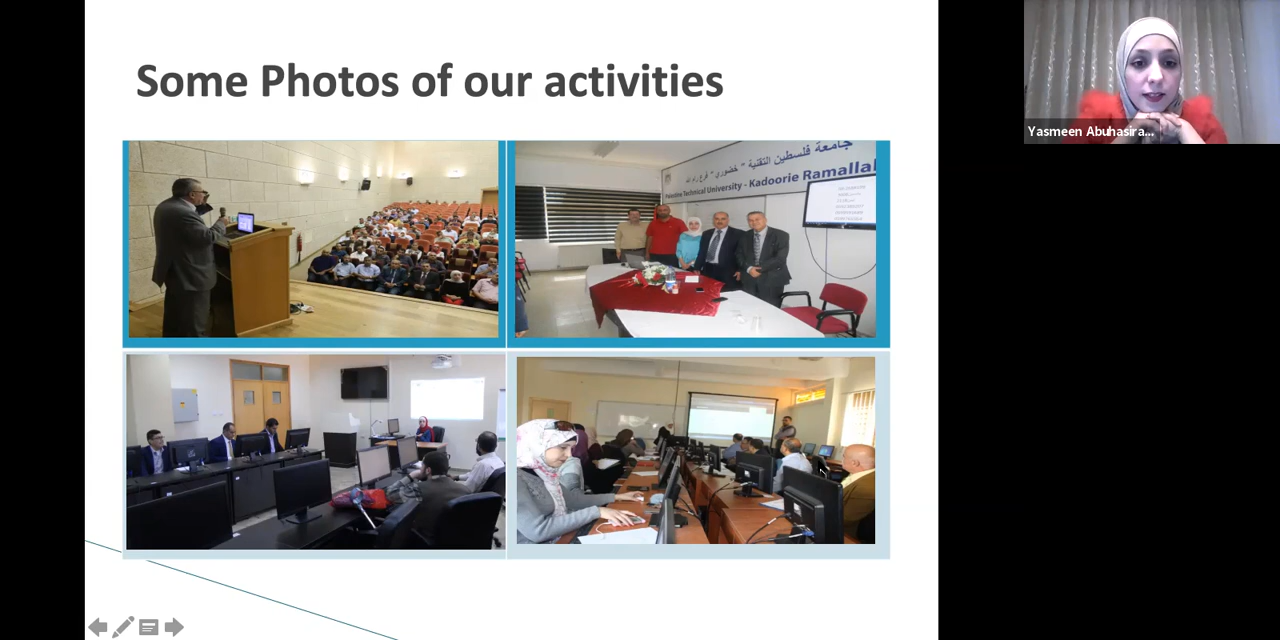 Some Photos of our activities
Yasmeen Abuhasira...
جامعة فلسطين التقنية " خضوري " فرع رام الله
Palestine Technical University - Kadoorie Ramallah